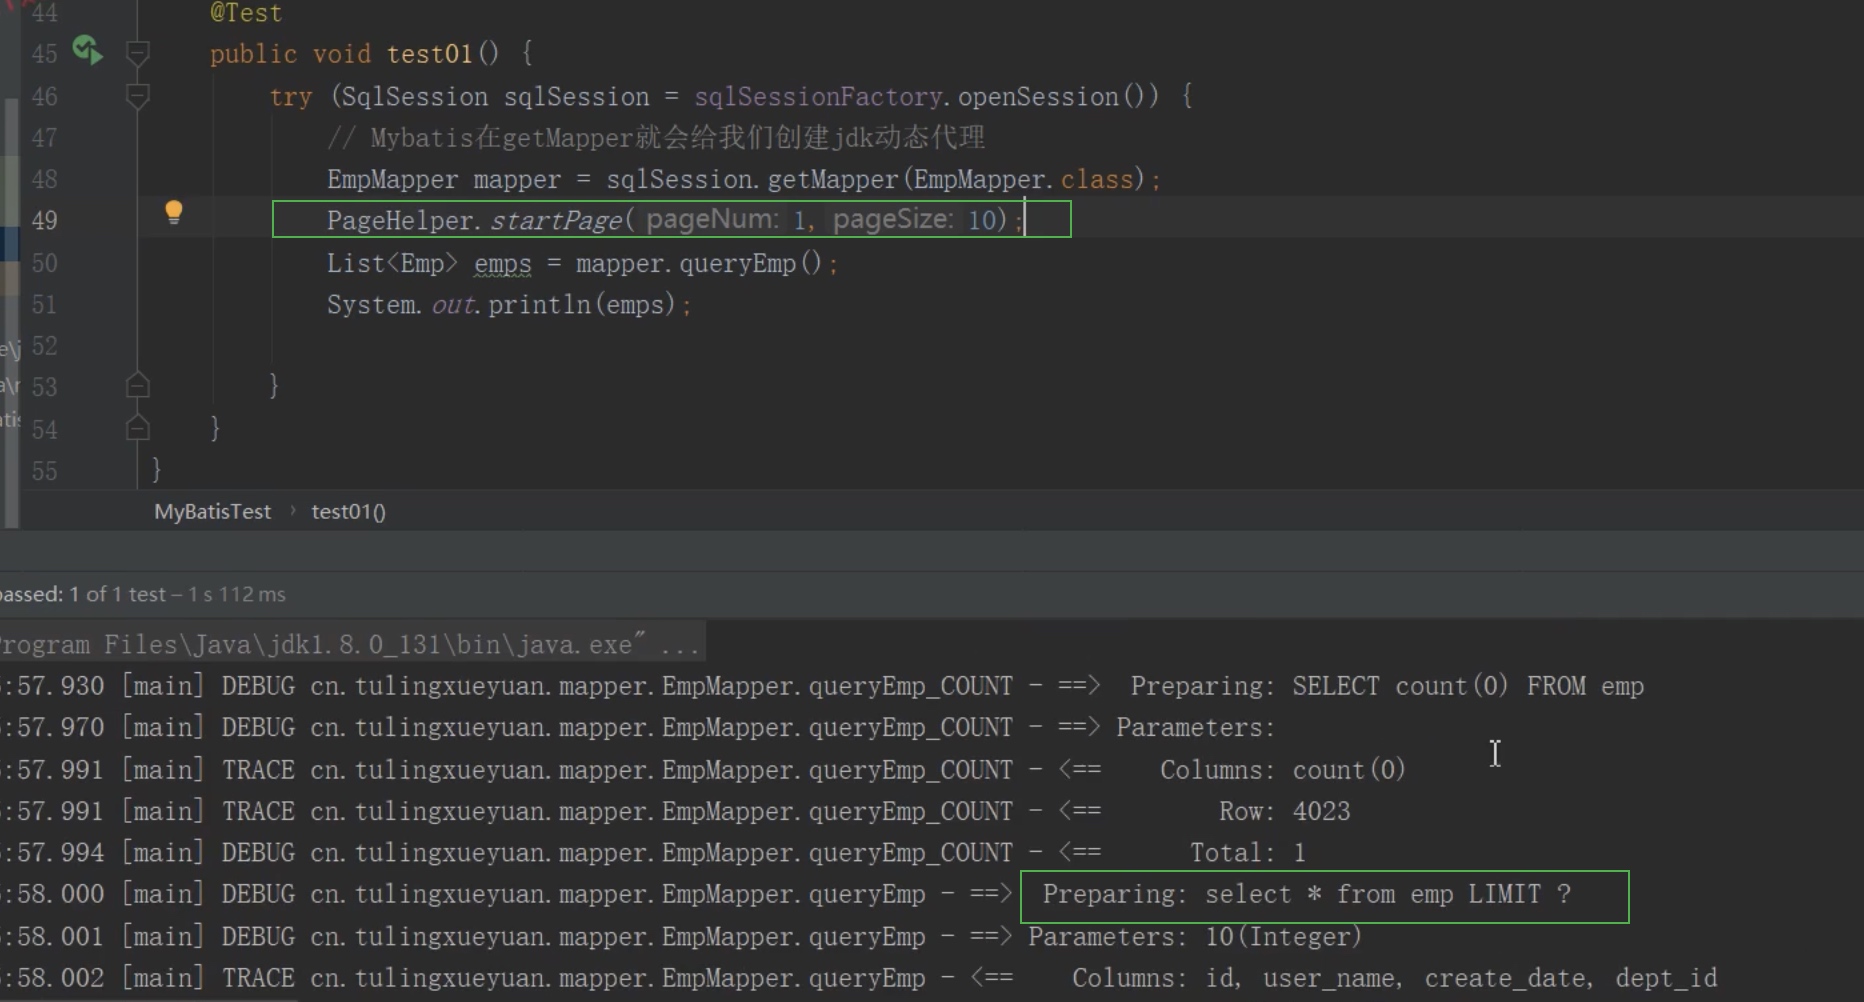 44 @Test
45 public void test01() {
46 try (SqlSession sqlSession = sqlSessionFactory.openSession()) {
47 // Mybatis在getMapper就会给我们创建jdk动态代理
48 EmpMapper mapper = sqlSession.getMapper(EmpMapper.class);
49 PageHelper.startPage( pageNum: 1, pageSize: 10);
50 List<Emp> emps = mapper.queryEmp();
51 System.out.println(emps);
52
53 }
54 }
55 }
MyBatisTest › test01()
passed: 1 of 1 test – 1 s 112 ms
Program Files\Java\jdk1.8.0_131\bin\java.exe" ...
:57.930 [main] DEBUG cn.tulingxueyuan.mapper.EmpMapper.queryEmp_COUNT - ==> Preparing: SELECT count(0) FROM emp
:57.970 [main] DEBUG cn.tulingxueyuan.mapper.EmpMapper.queryEmp_COUNT - ==> Parameters:
:57.991 [main] TRACE cn.tulingxueyuan.mapper.EmpMapper.queryEmp_COUNT - <== Columns: count(0)
:57.991 [main] TRACE cn.tulingxueyuan.mapper.EmpMapper.queryEmp_COUNT - <== Row: 4023
:57.994 [main] DEBUG cn.tulingxueyuan.mapper.EmpMapper.queryEmp_COUNT - <== Total: 1
:58.000 [main] DEBUG cn.tulingxueyuan.mapper.EmpMapper.queryEmp - ==> Preparing: select * from emp LIMIT ?
:58.001 [main] DEBUG cn.tulingxueyuan.mapper.EmpMapper.queryEmp - ==> Parameters: 10(Integer)
:58.002 [main] TRACE cn.tulingxueyuan.mapper.EmpMapper.queryEmp - <== Columns: id, user_name, create_date, dept_id